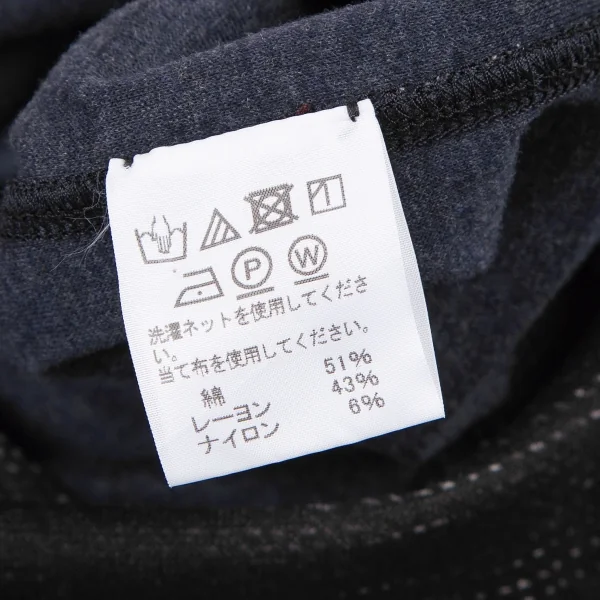 P W
洗濯ネットを使用してくださ
い。
当て布を使用してください。
綿 51%
レーヨン 43%
ナイロン 6%